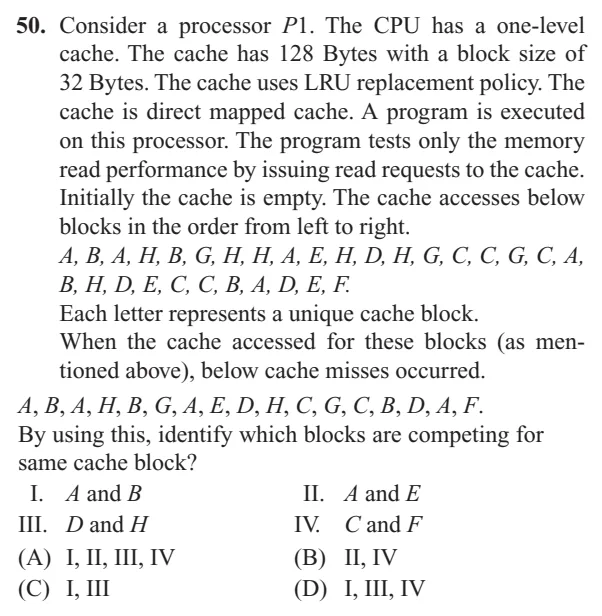 50. Consider a processor P1. The CPU has a one-level
cache. The cache has 128 Bytes with a block size of
32 Bytes. The cache uses LRU replacement policy. The
cache is direct mapped cache. A program is executed
on this processor. The program tests only the memory
read performance by issuing read requests to the cache.
Initially the cache is empty. The cache accesses below
blocks in the order from left to right.
A, B, A, H, B, G, H, H, A, E, H, D, H, G, C, C, G, C, A,
B, H, D, E, C, C, B, A, D, E, F.
Each letter represents a unique cache block.
When the cache accessed for these blocks (as men-
tioned above), below cache misses occurred.
A, B, A, H, B, G, A, E, D, H, C, G, C, B, D, A, F.
By using this, identify which blocks are competing for
same cache block?
I. A and B II. A and E
III. D and H IV. C and F
(A) I, II, III, IV (B) II, IV
(C) I, III (D) I, III, IV